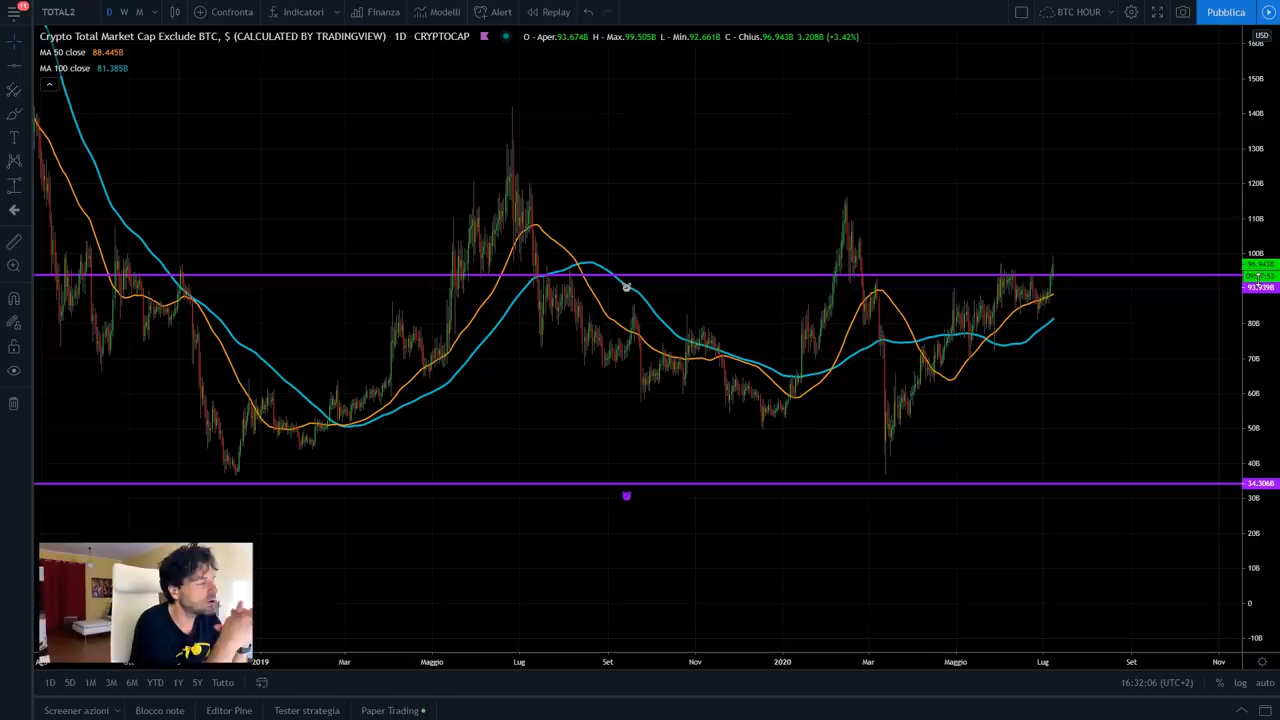 11 TOTAL2 D W M Confronta Indicatori Finanza Modelli Alert Replay BTC HOUR Pubblica
Crypto Total Market Cap Exclude BTC, $ (CALCULATED BY TRADINGVIEW) · 1D · CRYPTOCAP O - Aper.93.674B H - Max.99.505B L - Min.92.661B C - Chius.96.943B 3.208B (+3.42%)
USD
MA 50 close 88.445B
MA 100 close 81.385B
160B
150B
140B
130B
120B
110B
100B
96.943B
93.939B
80B
70B
60B
50B
40B
34.306B
30B
20B
10B
0
-10B
2019 Mar Maggio Lug Set Nov 2020 Mar Maggio Lug Set Nov
1D 5D 1M 3M 6M YTD 1Y 5Y Tutto 16:32:06 (UTC+2) % log auto
Screener azioni Blocco note Editor Pine Tester strategia Paper Trading